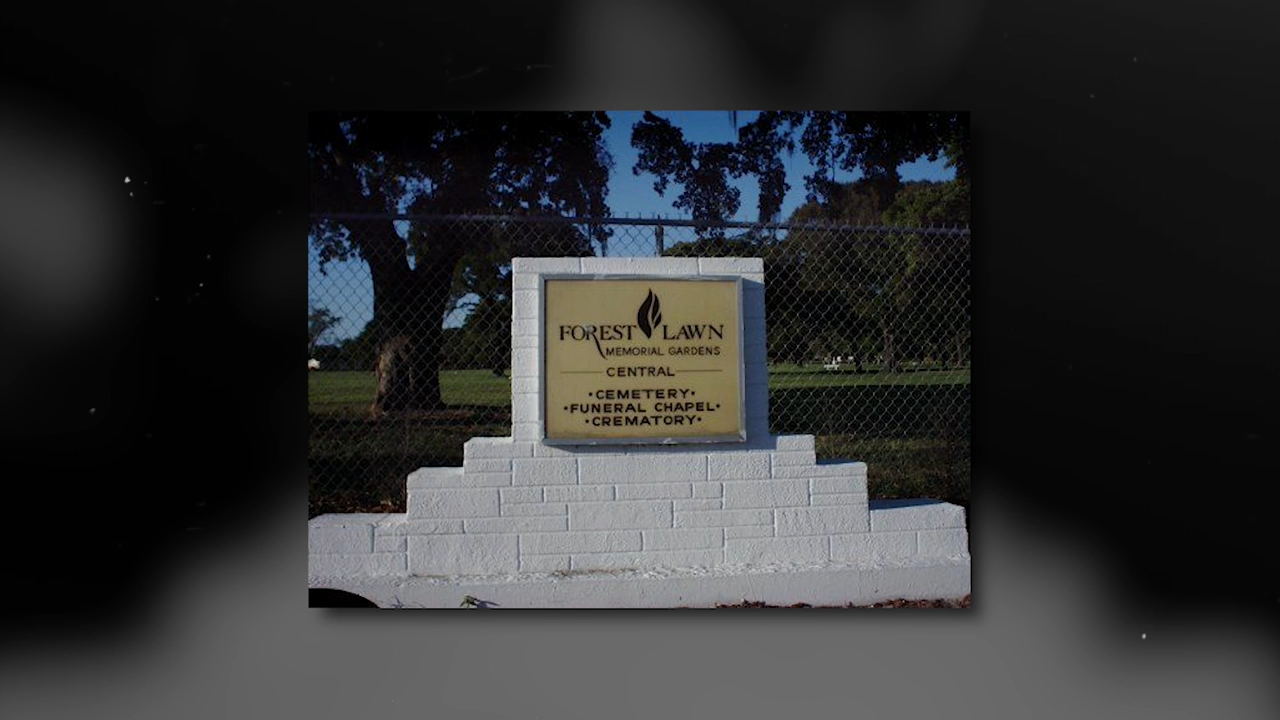 FOREST LAWN
MEMORIAL GARDENS
CENTRAL
•CEMETERY•
•FUNERAL CHAPEL•
•CREMATORY•